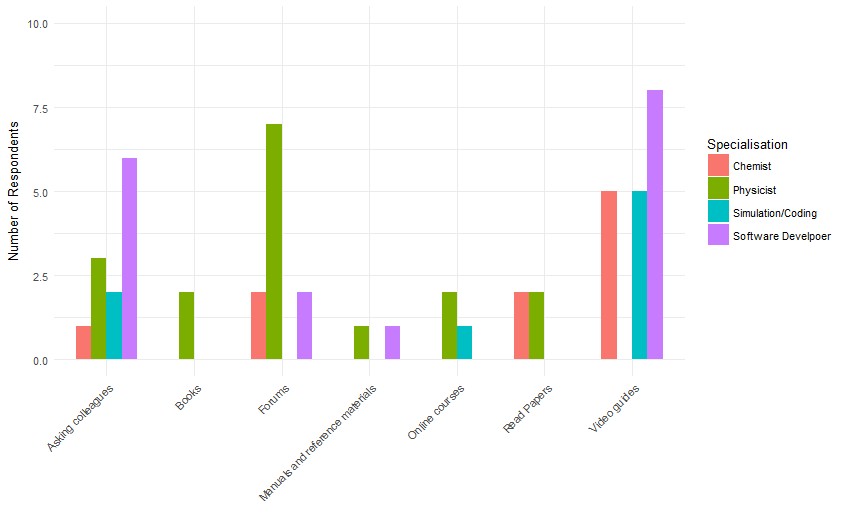 10.0
7.5
5.0
2.5
0.0
Number of Respondents
Asking colleagues
Books
Forums
Manuals and reference materials
Online courses
Read Papers
Video guides
Specialisation
Chemist
Physicist
Simulation/Coding
Software Develpoer